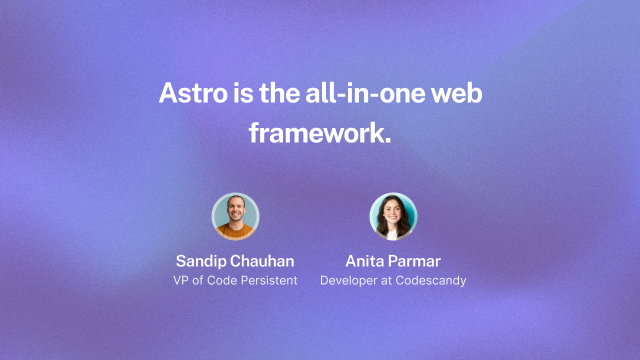 Astro is the all-in-one web
framework.
Sandip Chauhan
VP of Code Persistent
Anita Parmar
Developer at Codescandy